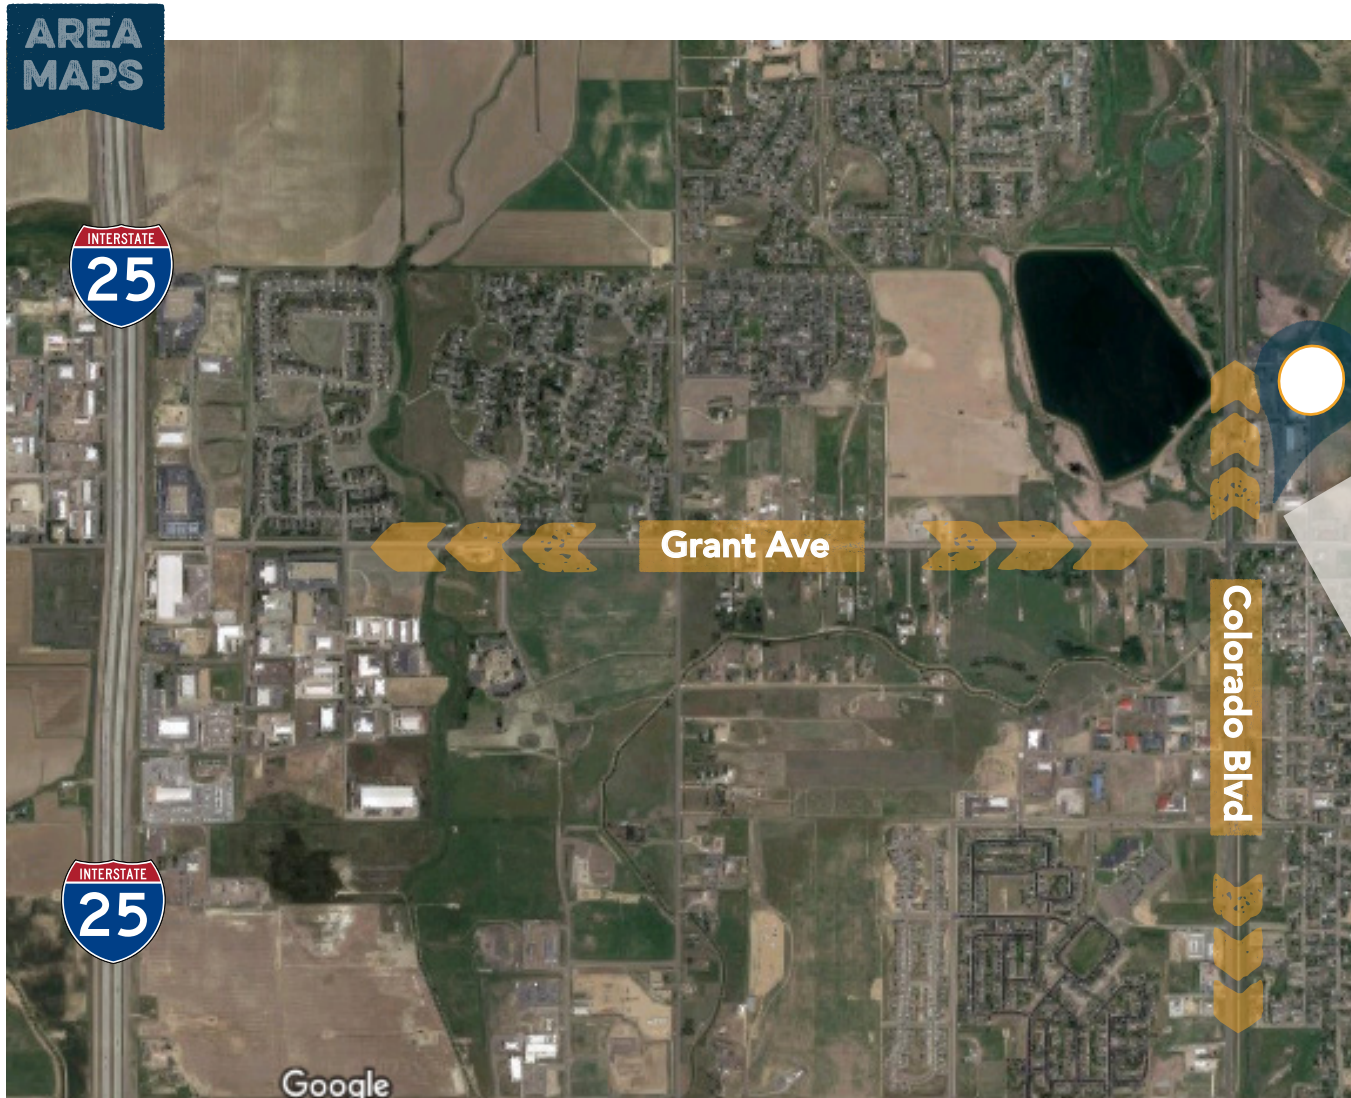 AREA
MAPS
INTERSTATE
25
Grant Ave
Colorado Blvd
INTERSTATE
25
Google